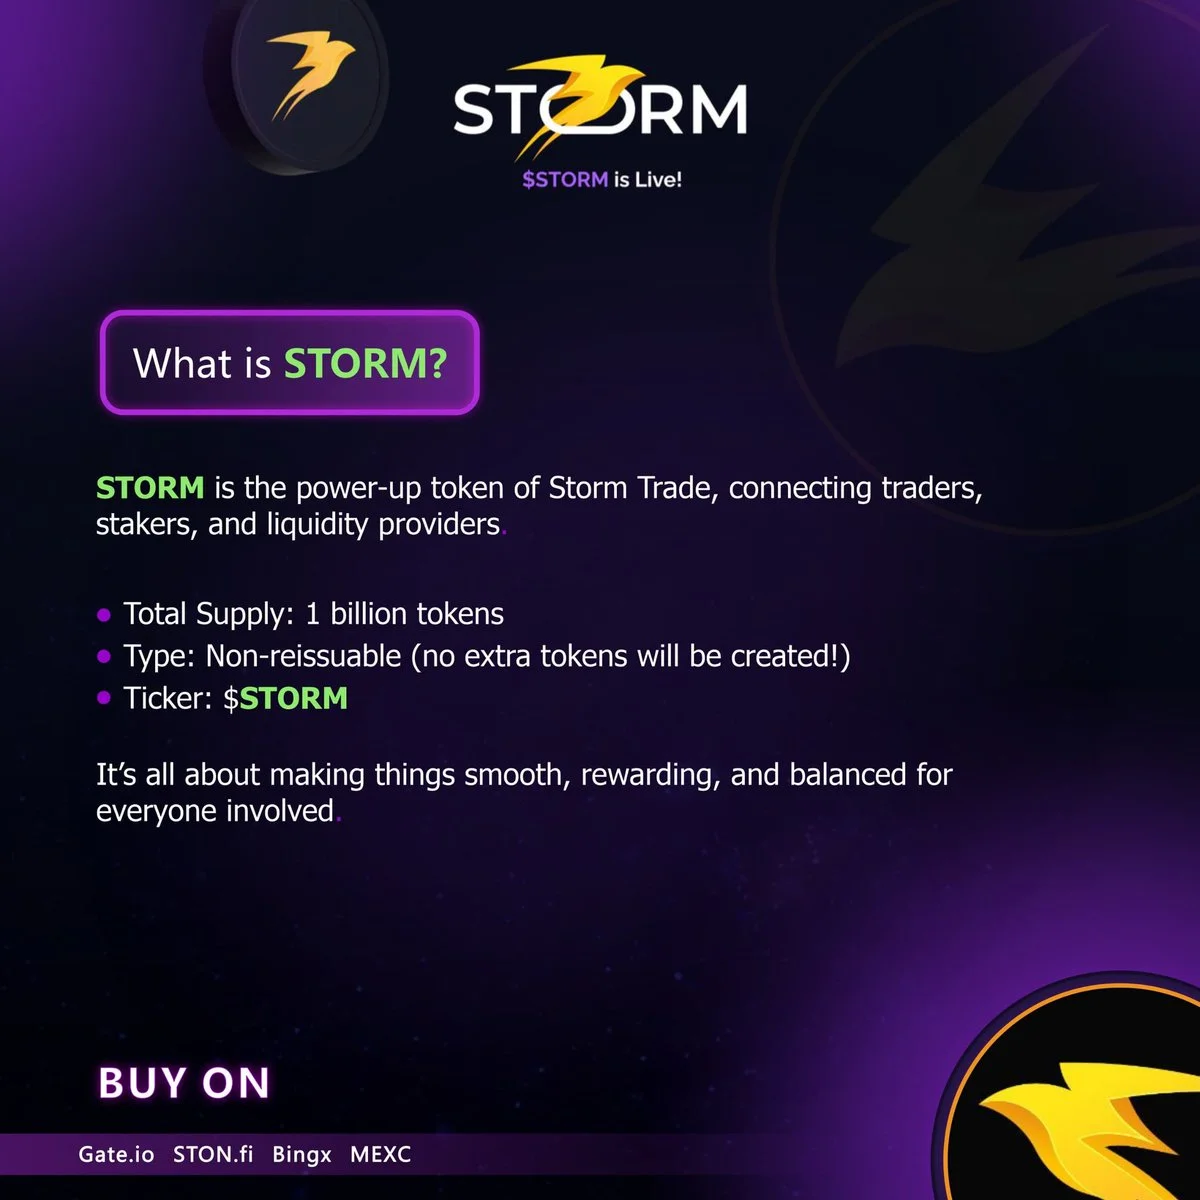 STORM
$STORM is Live!
What is STORM?
STORM is the power-up token of Storm Trade, connecting traders,
stakers, and liquidity providers.
• Total Supply: 1 billion tokens
• Type: Non-reissuable (no extra tokens will be created!)
• Ticker: $STORM
It’s all about making things smooth, rewarding, and balanced for
everyone involved.
BUY ON
Gate.io STON.fi Bingx MEXC